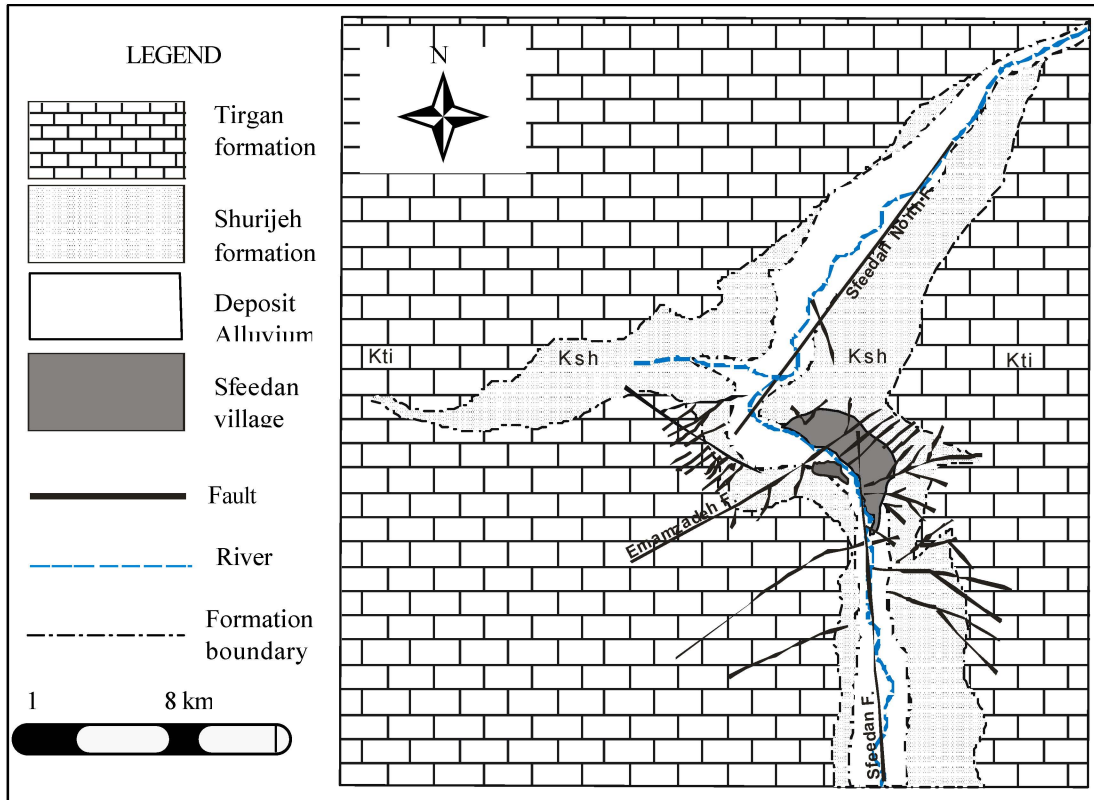 LEGEND
Tirgan
formation
Shurijeh
formation
Deposit
Alluvium
Sfeedan
village
Fault
River
Formation
boundary
1 8 km
N
Sfeedan North F.
Kti
Ksh
Ksh
Kti
Emamzadeh F.
Sfeedan F.